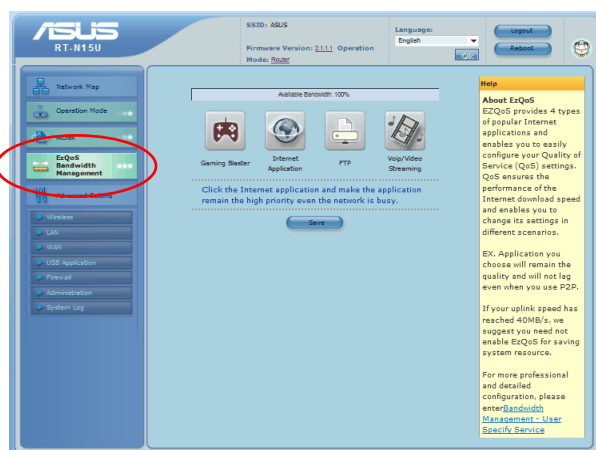 ASUS
RT-N15U
SSID: ASUS
Firmware Version: 2.1.1.1 Operation
Mode: Router
Language:
English
OK
Logout
Reboot
Network Map
Operation Mode
AiDisk
EzQoS
Bandwidth
Management
Advanced Setting
Wireless
LAN
WAN
USB Application
Firewall
Administration
System Log
Available Bandwidth: 100%
Gaming Blaster
Internet
Application
FTP
Voip/Video
Streaming
Click the Internet application and make the application
remain the high priority even the network is busy.
Save
Help
About EzQoS
EZQoS provides 4 types
of popular Internet
applications and
enables you to easily
configure your Quality of
Service (QoS) settings.
QoS ensures the
performance of the
Internet download speed
and enables you to
change its settings in
different scenarios.
EX. Application you
choose will remain the
quality and will not lag
even when you use P2P.
If your uplink speed has
reached 40MB/s, we
suggest you need not
enable EzQoS for saving
system resource.
For more professional
and detailed
configuration, please
enterBandwidth
Management - User
Specify Service